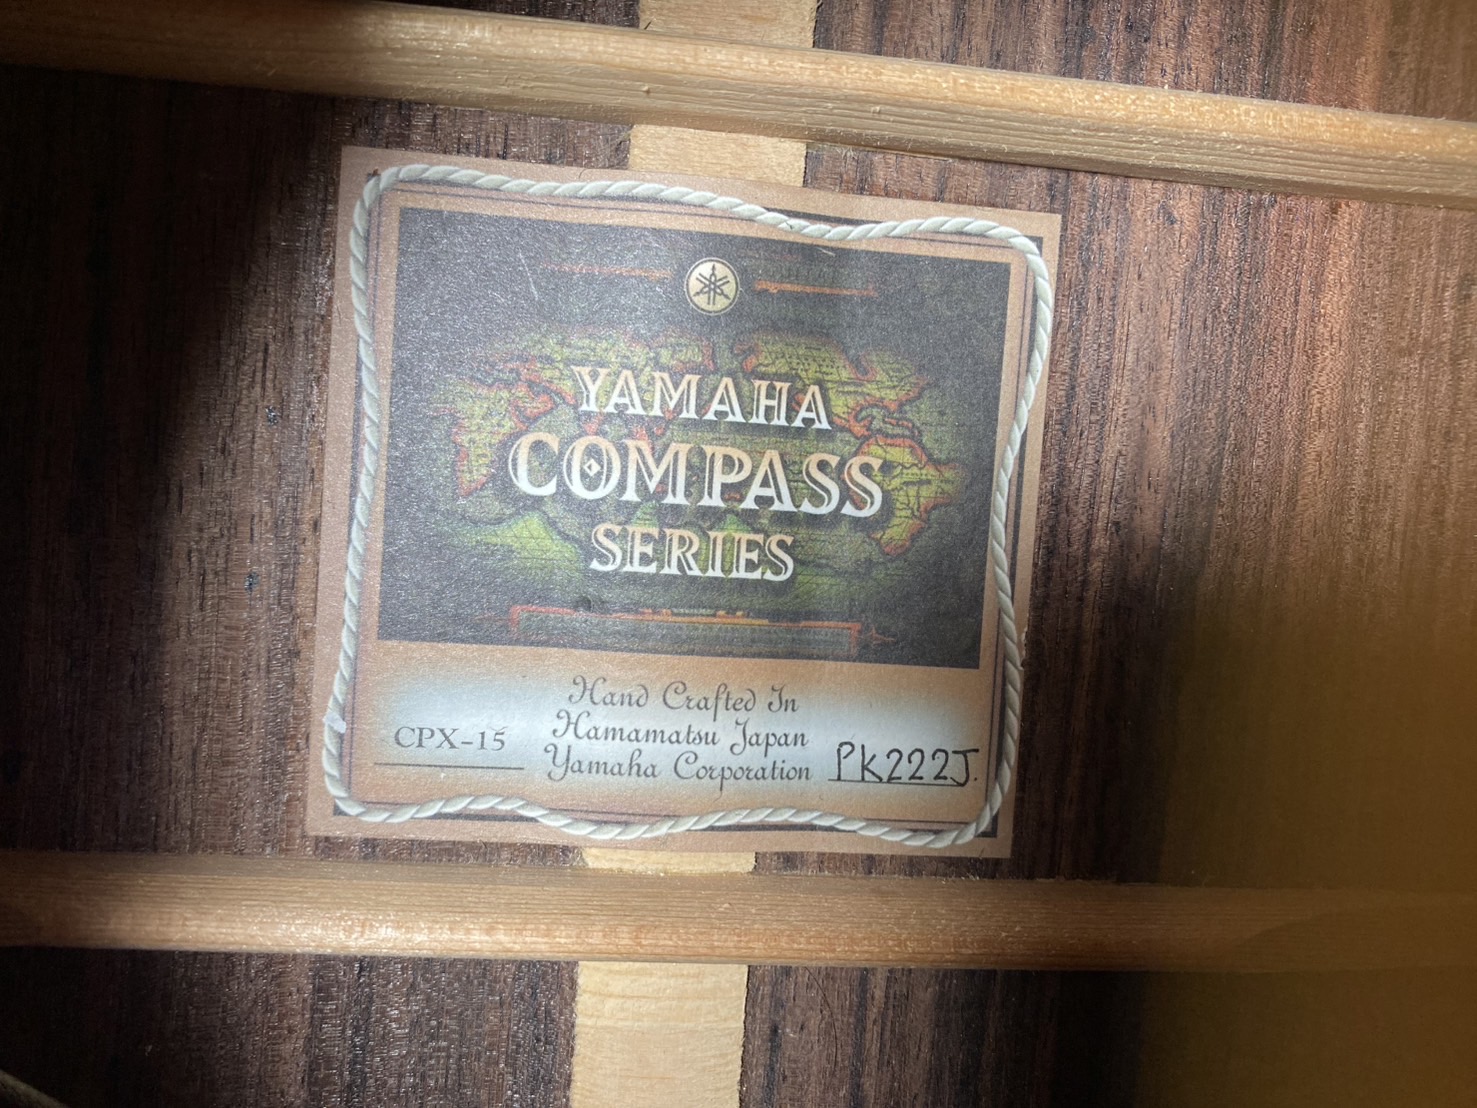 YAMAHA
COMPASS
SERIES
Hand Crafted In
Hamamatsu Japan
Yamaha Corporation
CPX-15
PK222J.